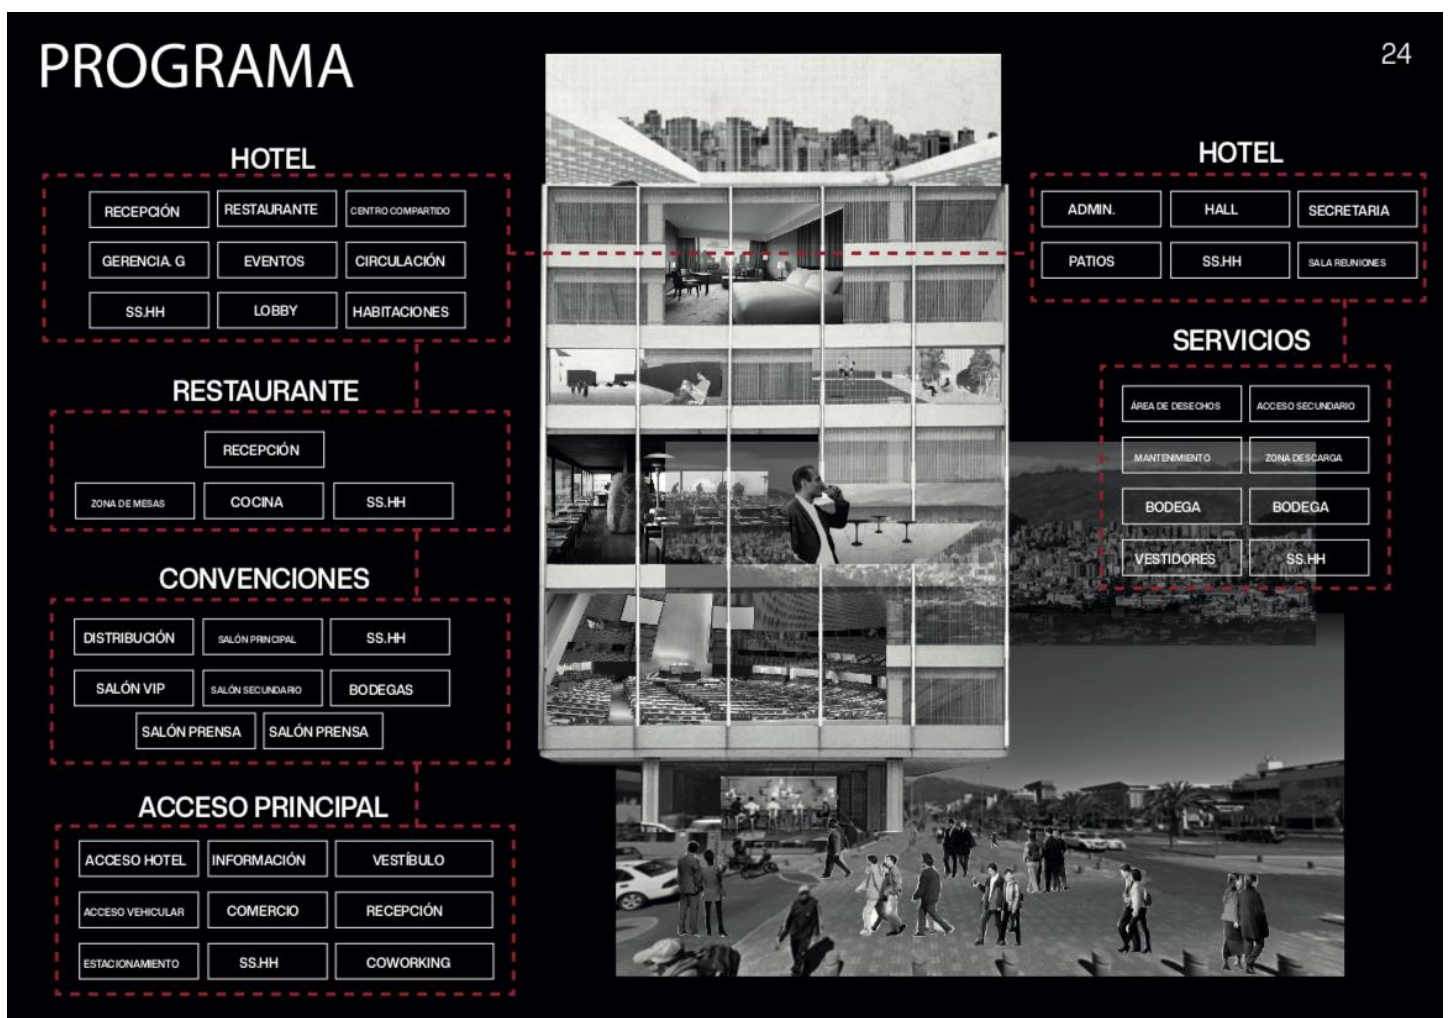 PROGRAMA
24
HOTEL
RECEPCIÓN RESTAURANTE CENTRO COMPARTIDO
GERENCIA. G EVENTOS CIRCULACIÓN
SS.HH LOBBY HABITACIONES
RESTAURANTE
RECEPCIÓN
ZONA DE MESAS COCINA SS.HH
CONVENCIONES
DISTRIBUCIÓN SALÓN PRINCIPAL SS.HH
SALÓN VIP SALÓN SECUNDARIO BODEGAS
SALÓN PRENSA SALÓN PRENSA
ACCESO PRINCIPAL
ACCESO HOTEL INFORMACIÓN VESTÍBULO
ACCESO VEHICULAR COMERCIO RECEPCIÓN
ESTACIONAMIENTO SS.HH COWORKING
HOTEL
ADMIN. HALL SECRETARIA
PATIOS SS.HH SALA REUNIONES
SERVICIOS
ÁREA DE DESECHOS ACCESO SECUNDARIO
MANTENIMIENTO ZONA DESCARGA
BODEGA BODEGA
VESTIDORES SS.HH